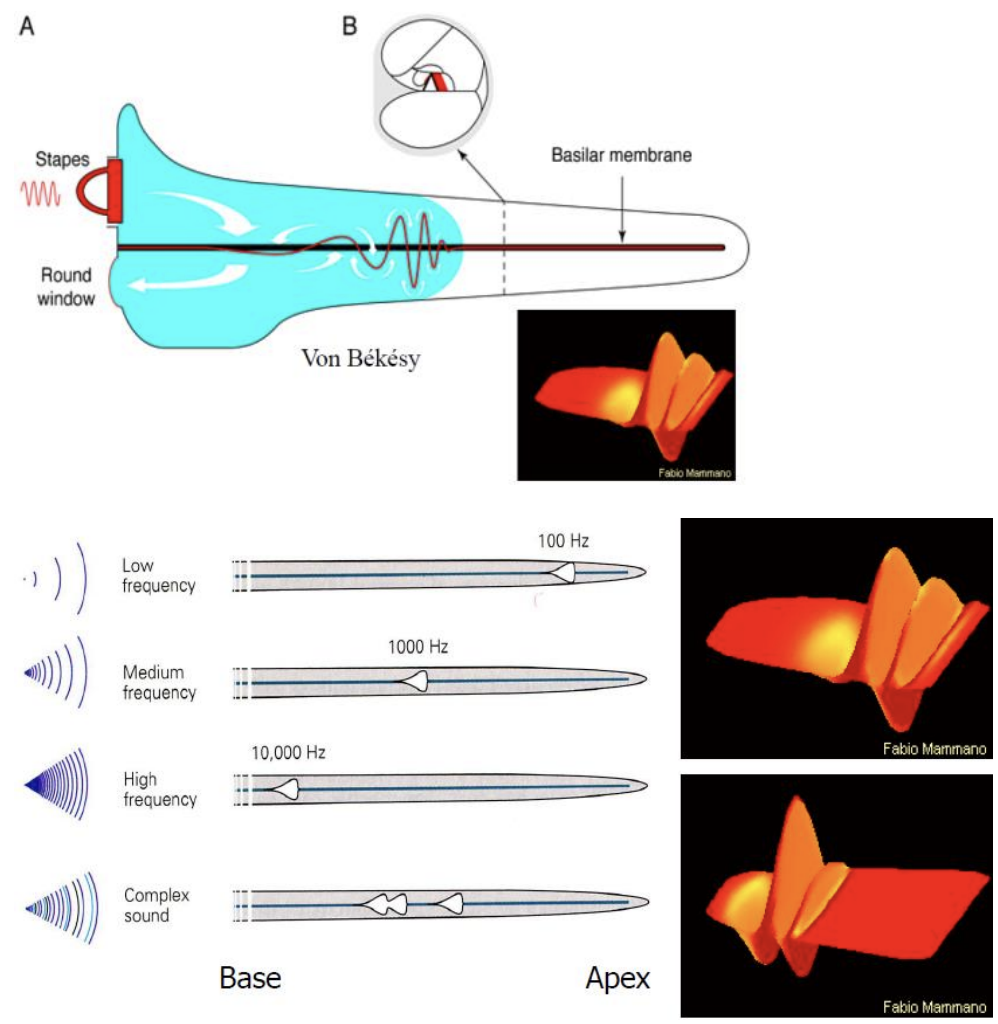 A
B
Stapes
Basilar membrane
Round
window
Von Békésy
Fabio Mammano
100 Hz
Low
frequency
1000 Hz
Medium
frequency
Fabio Mammano
10,000 Hz
High
frequency
Complex
sound
Base
Apex
Fabio Mammano